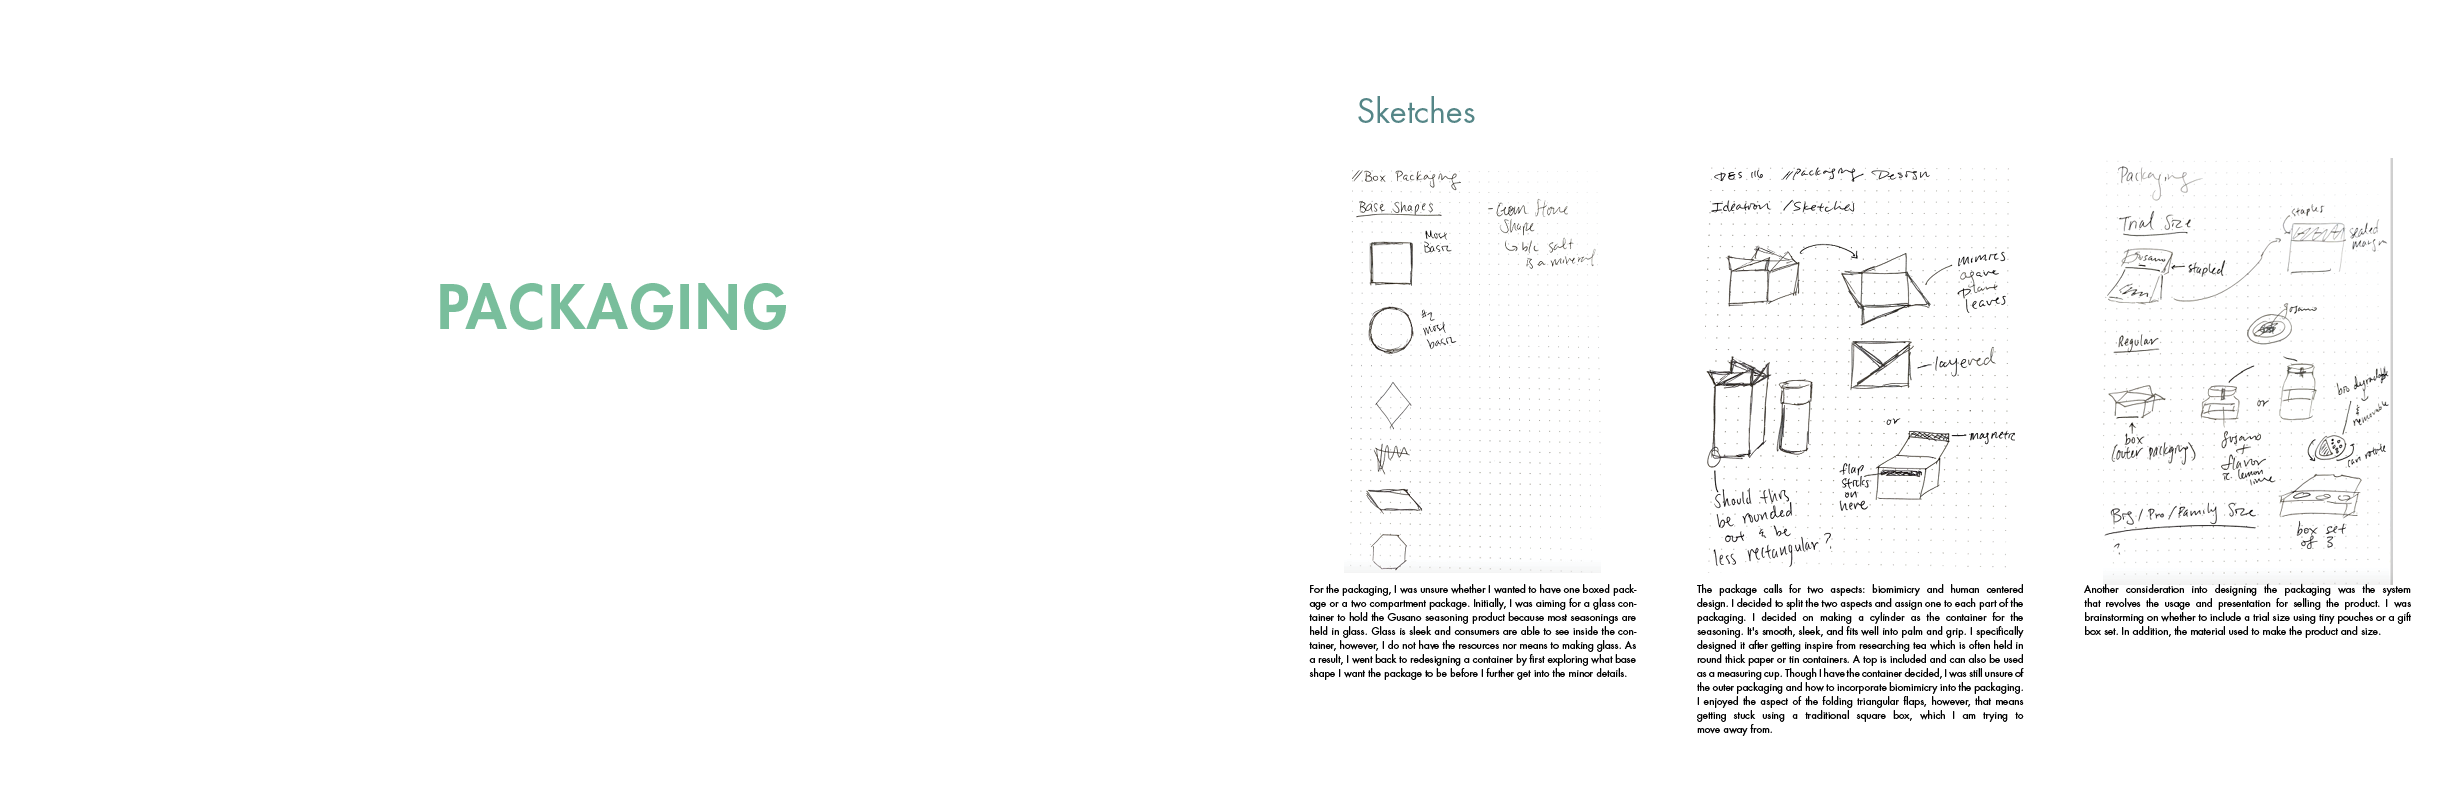 PACKAGING
Sketches
//Box Packaging
Base Shapes
Most
Basic
#2
most
basic
- Gem Stone
Shape
b/c salt
is a mineral
For the packaging, I was unsure whether I wanted to have one boxed pack-
age or a two compartment package. Initially, I was aiming for a glass con-
tainer to hold the Gusano seasoning product because most seasonings are
held in glass. Glass is sleek and consumers are able to see inside the con-
tainer, however, I do not have the resources nor means to making glass. As
a result, I went back to redesigning a container by first exploring what base
shape I want the package to be before I further get into the minor details.
DES 116 //Packaging Design
Ideation /Sketches
mimics
agave
plant
leaves
layered
or
magnetic
flap
sticks
on
here
Should this
be rounded
out & be
less rectangular?
The package calls for two aspects: biomimicry and human centered
design. I decided to split the two aspects and assign one to each part of the
packaging. I decided on making a cylinder as the container for the
seasoning. It's smooth, sleek, and fits well into palm and grip. I specifically
designed it after getting inspire from researching tea which is often held in
round thick paper or tin containers. A top is included and can also be used
as a measuring cup. Though I have the container decided, I was still unsure of
the outer packaging and how to incorporate biomimicry into the packaging.
I enjoyed the aspect of the folding triangular flaps, however, that means
getting stuck using a traditional square box, which I am trying to
move away from.
Packaging
Trial Size
staples
sealed
margin
Gusano
stapled
gusano
Regular
box
(outer packaging)
or
gusano
+
flavor
ie. lemon
lime
biodegradable
&
removable
can rotate
box set
of 3
Big/Pro/Family Size
?
Another consideration into designing the packaging was the system
that revolves the usage and presentation for selling the product. I was
brainstorming on whether to include a trial size using tiny pouches or a gift
box set. In addition, the material used to make the product and size.